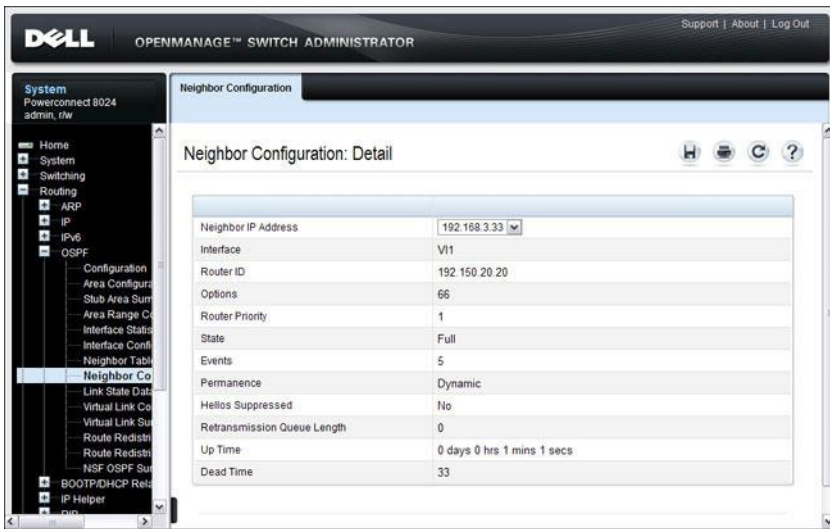 Support | About | Log Out
DELL OPENMANAGE™ SWITCH ADMINISTRATOR
System
Powerconnect 8024
admin, r/w
Home
System
Switching
Routing
ARP
IP
IPv6
OSPF
Configuration
Area Configura
Stub Area Sum
Area Range Co
Interface Statis
Interface Confi
Neighbor Tabl
Neighbor Co
Link State Data
Virtual Link Co
Virtual Link Su
Route Redistri
Route Redistri
NSF OSPF Sur
BOOTP/DHCP Rela
IP Helper
Neighbor Configuration
Neighbor Configuration: Detail
Neighbor IP Address 192.168.3.33
Interface Vl1
Router ID 192.150.20.20
Options 66
Router Priority 1
State Full
Events 5
Permanence Dynamic
Hellos Suppressed No
Retransmission Queue Length 0
Up Time 0 days 0 hrs 1 mins 1 secs
Dead Time 33